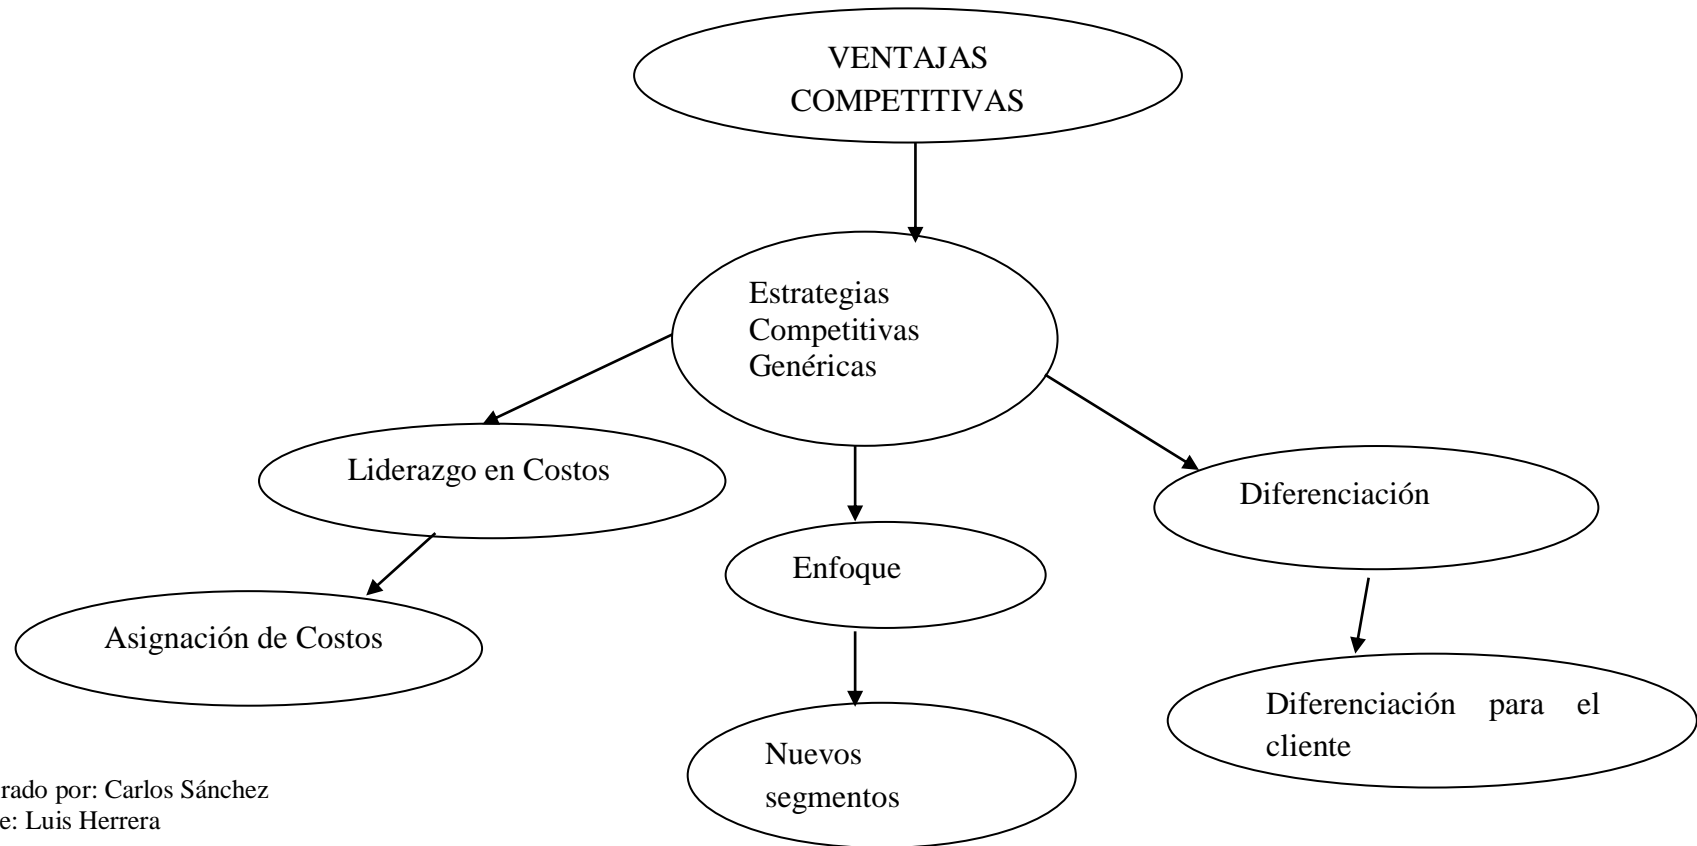 VENTAJAS
COMPETITIVAS
Estrategias
Competitivas
Genéricas
Liderazgo en Costos
Diferenciación
Enfoque
Asignación de Costos
Diferenciación para el
cliente
Nuevos
segmentos
rado por: Carlos Sánchez
e: Luis Herrera